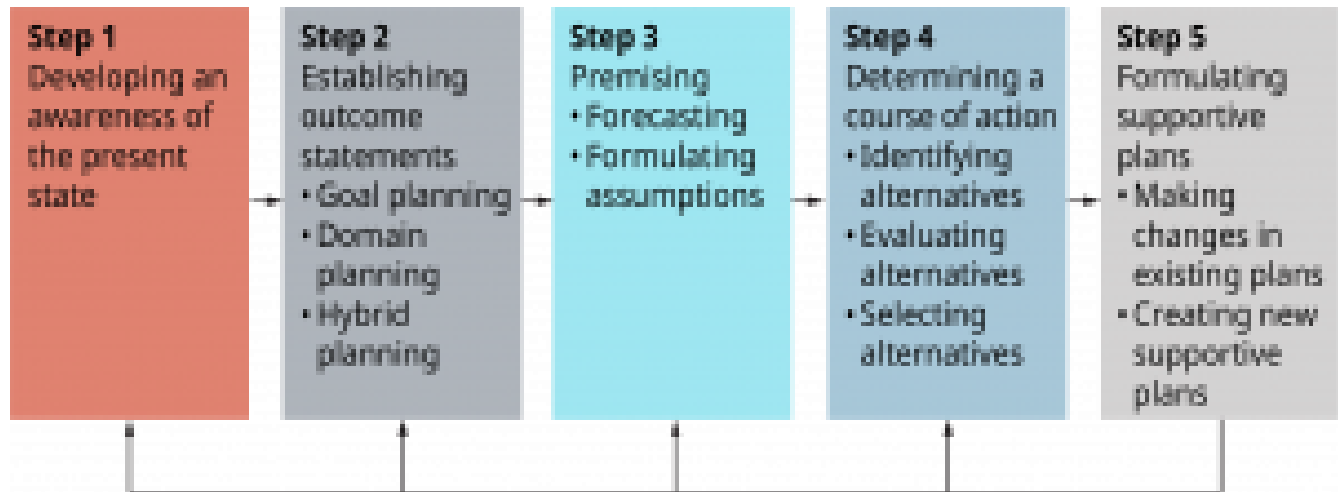 Step 1
Developing an
awareness of
the present
state
Step 2
Establishing
outcome
statements
• Goal planning
• Domain
planning
• Hybrid
planning
Step 3
Premising
• Forecasting
• Formulating
assumptions
Step 4
Determining a
course of action
• Identifying
alternatives
• Evaluating
alternatives
• Selecting
alternatives
Step 5
Formulating
supportive
plans
• Making
changes in
existing plans
• Creating new
supportive
plans